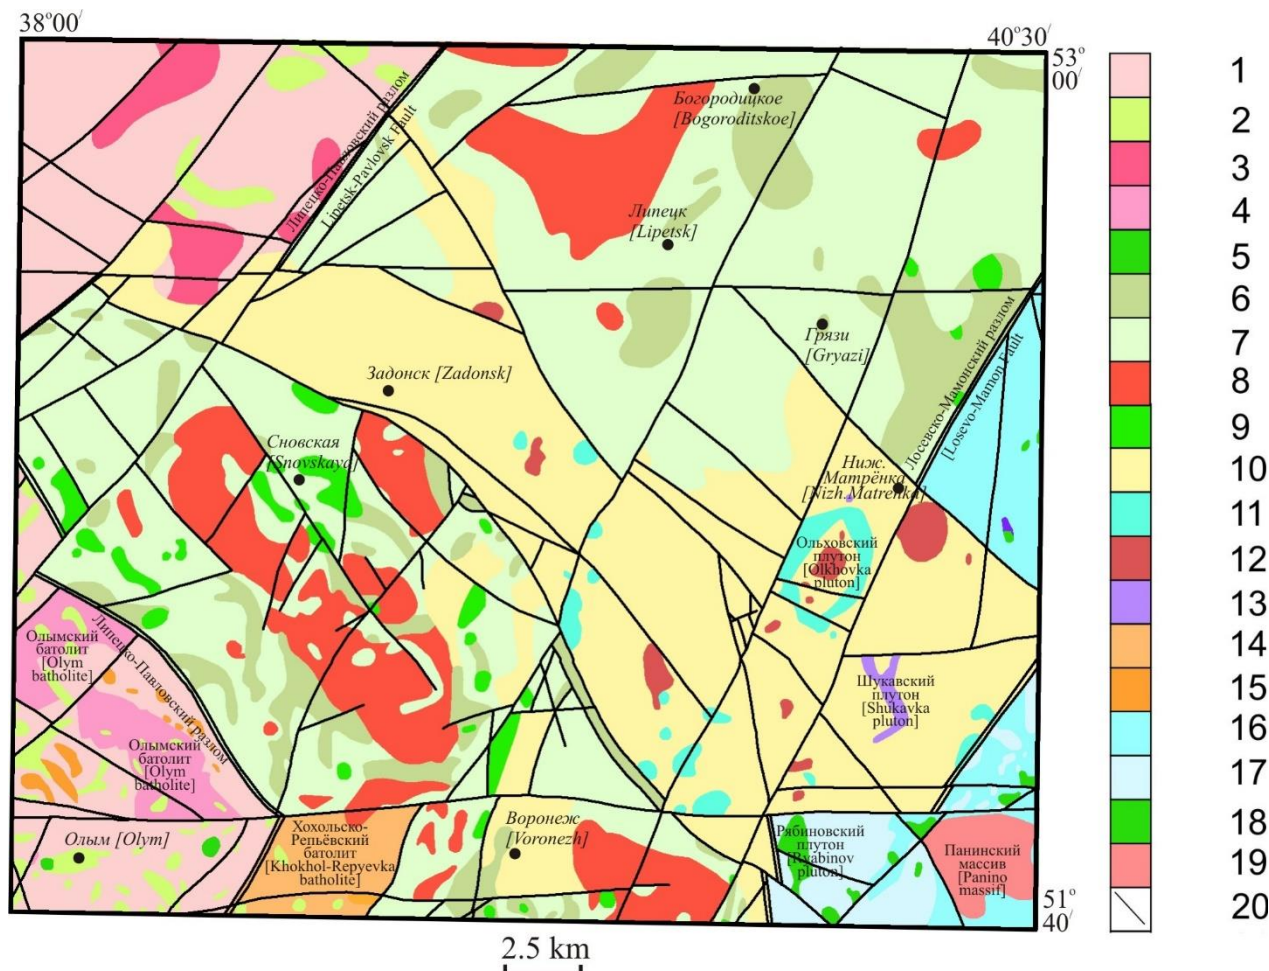 38°00′
40°30′
53°
00′
Липецко-Павловский разлом
Lipetsk-Pavlovsk Fault
Богородицкое
[Bogoroditskoe]
Липецк
[Lipetsk]
Грязи
[Gryazi]
Лосевско-Мамонский разлом
[Losevo-Mamon Fault
Задонск [Zadonsk]
Сновская
[Snovskaya]
Ниж.
Матрёнка
[Nizh.Matrenka]
Ольховский
плутон
[Olkhovka
pluton]
Олымский
батолит
[Olym
batholite]
Липецко-Павловский разлом
Шукавский
плутон
[Shukavka
pluton]
Олымский
батолит
[Olym
batholite]
Олым [Olym]
Хохольско-
Репьёвский
батолит
[Khokhol-Repyevka
batholite]
Воронеж
[Voronezh]
Рябиновский
плутон
[Ryabinov
pluton]
Панинский
массив
[Panino
massif]
51°
40′
2.5 km
1
2
3
4
5
6
7
8
9
10
11
12
13
14
15
16
17
18
19
20